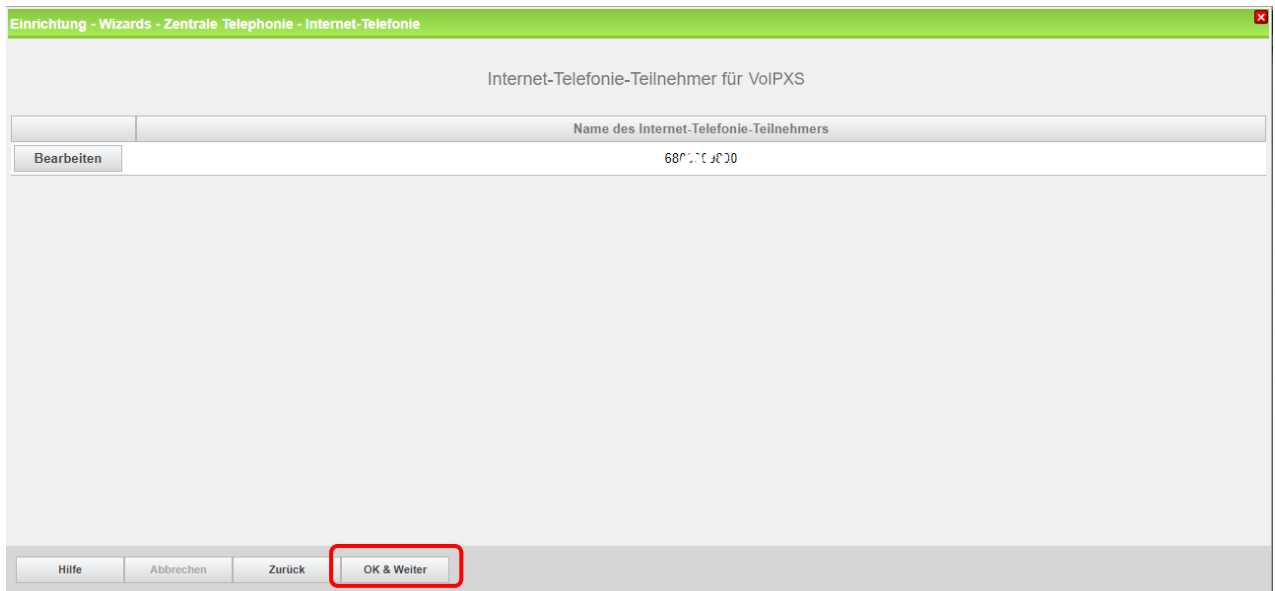 Einrichtung - Wizards - Zentrale Telephonie - Internet-Telefonie
Internet-Telefonie-Teilnehmer für VoIPXS
Name des Internet-Telefonie-Teilnehmers
Bearbeiten
Hilfe Abbrechen Zurück OK & Weiter